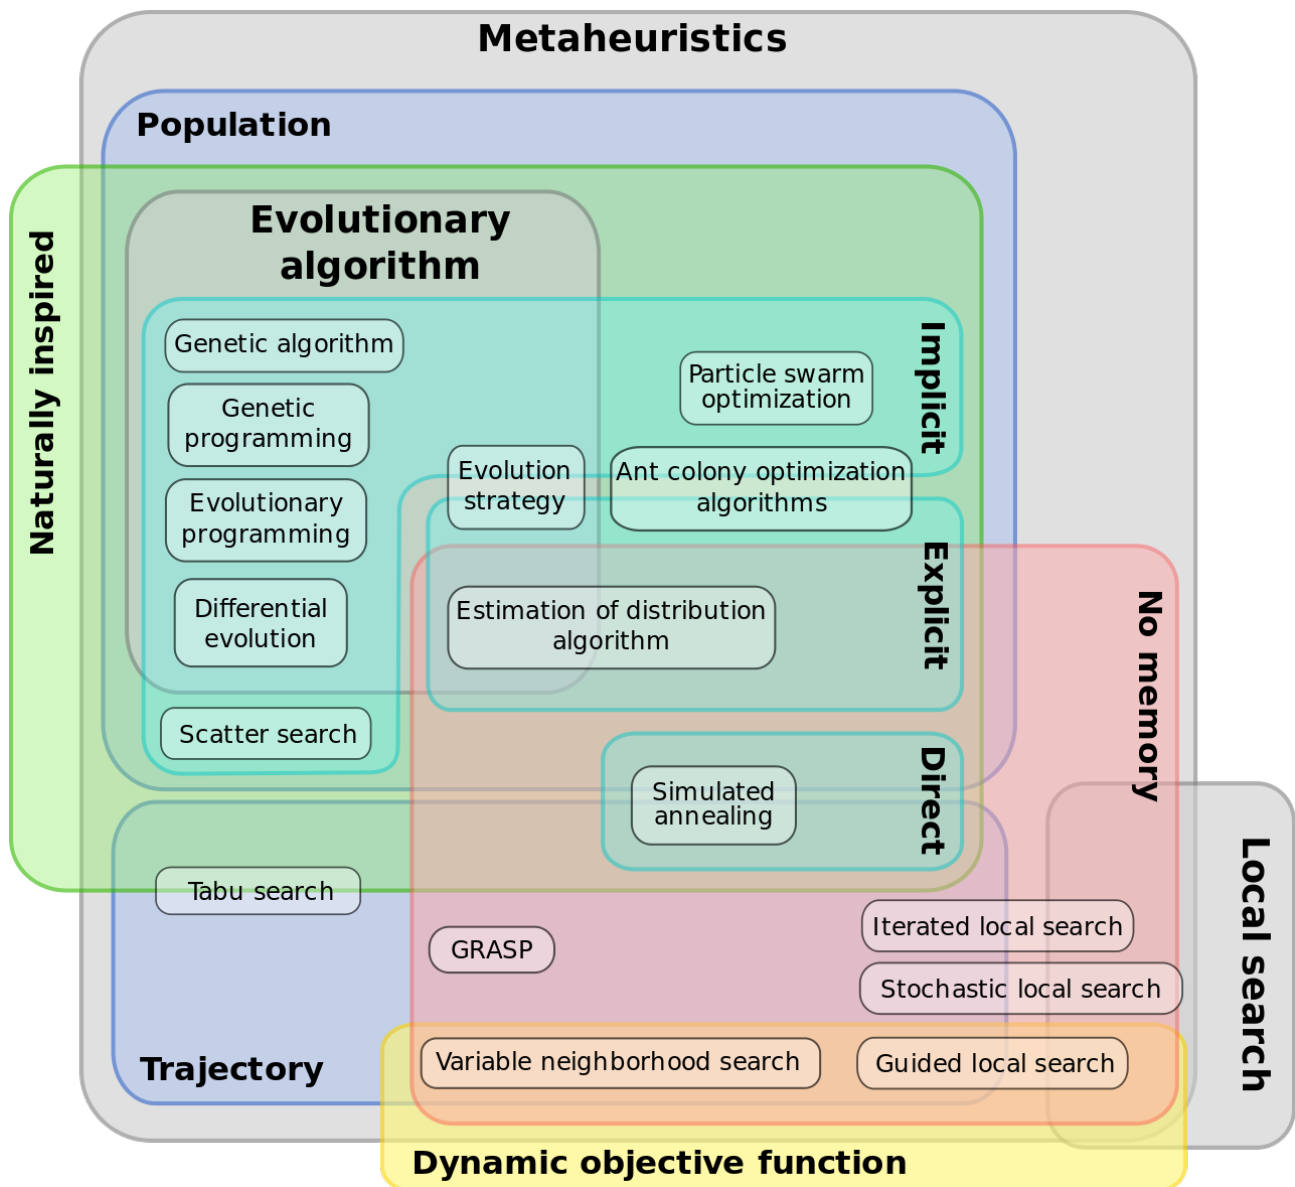 Metaheuristics
Population
Naturally inspired
Evolutionary
algorithm
Implicit
Genetic algorithm
Particle swarm
optimization
Genetic
programming
Evolution
strategy
Ant colony optimization
algorithms
Evolutionary
programming
Explicit
No memory
Differential
evolution
Estimation of distribution
algorithm
Scatter search
Direct
Simulated
annealing
Local search
Tabu search
GRASP
Iterated local search
Stochastic local search
Trajectory
Variable neighborhood search
Guided local search
Dynamic objective function